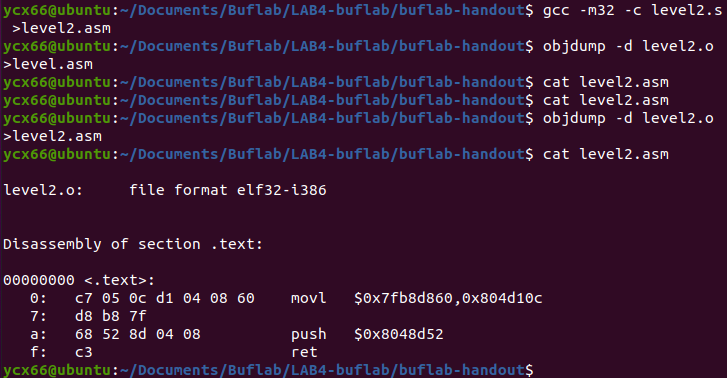 ycx66@ubuntu:~/Documents/Buflab/LAB4-buflab/buflab-handout$ gcc -m32 -c level2.s
 >level2.asm
ycx66@ubuntu:~/Documents/Buflab/LAB4-buflab/buflab-handout$ objdump -d level2.o
>level.asm
ycx66@ubuntu:~/Documents/Buflab/LAB4-buflab/buflab-handout$ cat level2.asm
ycx66@ubuntu:~/Documents/Buflab/LAB4-buflab/buflab-handout$ cat level2.asm
ycx66@ubuntu:~/Documents/Buflab/LAB4-buflab/buflab-handout$ objdump -d level2.o
>level2.asm
ycx66@ubuntu:~/Documents/Buflab/LAB4-buflab/buflab-handout$ cat level2.asm

level2.o:     file format elf32-i386


Disassembly of section .text:

00000000 <.text>:
   0:   c7 05 0c d1 04 08 60    movl   $0x7fb8d860,0x804d10c
   7:   d8 b8 7f
   a:   68 52 8d 04 08          push   $0x8048d52
   f:   c3                      ret
ycx66@ubuntu:~/Documents/Buflab/LAB4-buflab/buflab-handout$